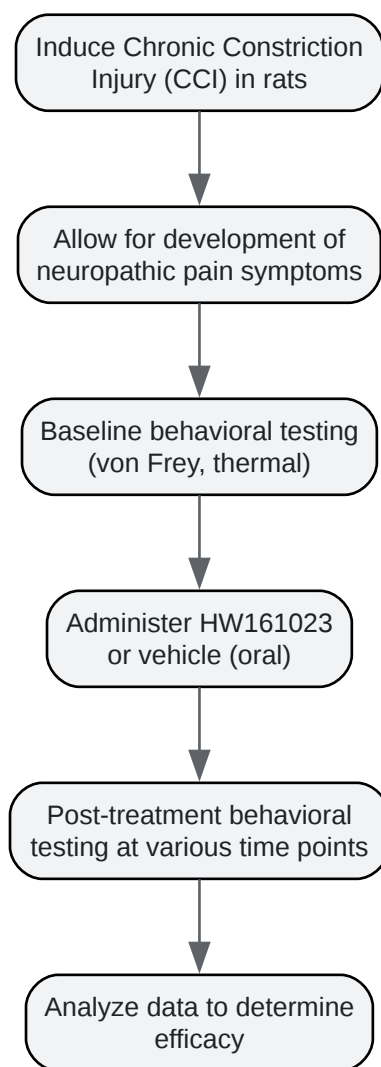 Induce Chronic Constriction
Injury (CCI) in rats
Allow for development of
neuropathic pain symptoms
Baseline behavioral testing
(von Frey, thermal)
Administer HW161023
or vehicle (oral)
Post-treatment behavioral
testing at various time points
Analyze data to determine
efficacy